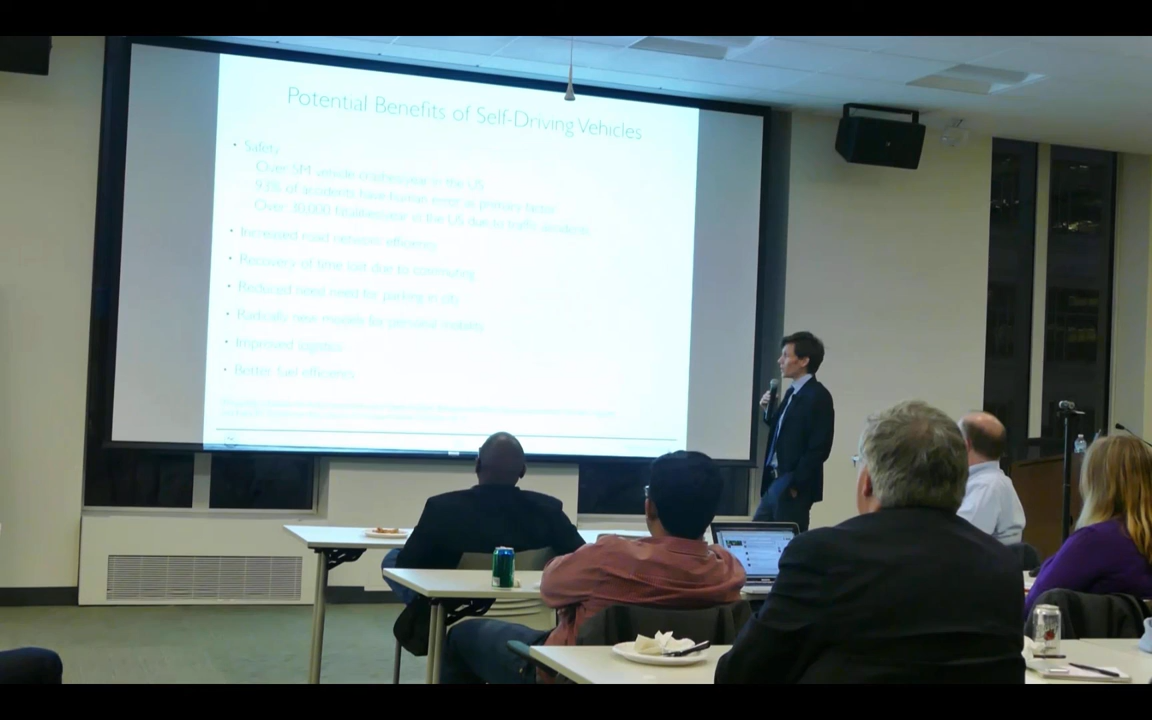 Potential Benefits of Self-Driving Vehicles
• Safety
Over 5M vehicle crashes/year in the US
93% of accidents have human error as primary factor
Over 30,000 fatalities/year in the US due to traffic accidents
• Increased road network efficiency
• Recovery of time lost due to commuting
• Reduced need need for parking in
• Radically new models for personal mobility
• Improved logistics
• Better fuel efficiency